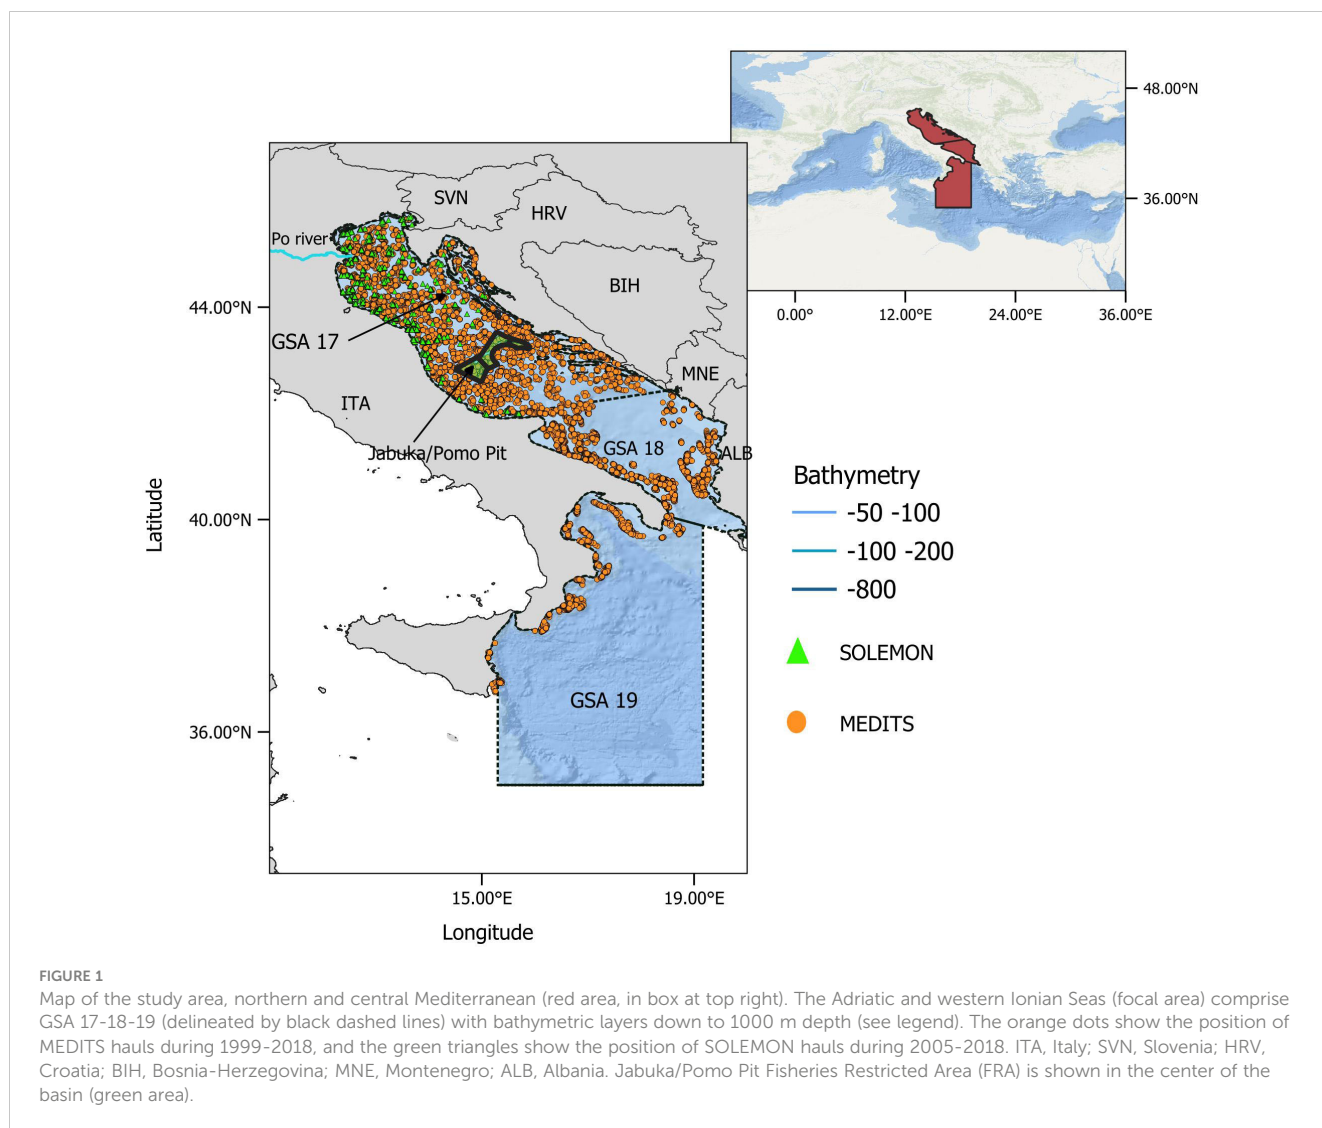 48.00°N
36.00°N
0.00°
12.00°E
24.00°E
36.00°E
SVN
HRV
Po river
BIH
44.00°N
GSA 17
MNE
ITA
Jabuka/Pomo Pit
GSA 18
ALB
40.00°N
Latitude
GSA 19
36.00°N
15.00°E
19.00°E
Longitude
Bathymetry
-50 -100
-100 -200
-800
SOLEMON
MEDITS
FIGURE 1
Map of the study area, northern and central Mediterranean (red area, in box at top right). The Adriatic and western Ionian Seas (focal area) comprise
GSA 17-18-19 (delineated by black dashed lines) with bathymetric layers down to 1000 m depth (see legend). The orange dots show the position of
MEDITS hauls during 1999-2018, and the green triangles show the position of SOLEMON hauls during 2005-2018. ITA, Italy; SVN, Slovenia; HRV,
Croatia; BIH, Bosnia-Herzegovina; MNE, Montenegro; ALB, Albania. Jabuka/Pomo Pit Fisheries Restricted Area (FRA) is shown in the center of the
basin (green area).